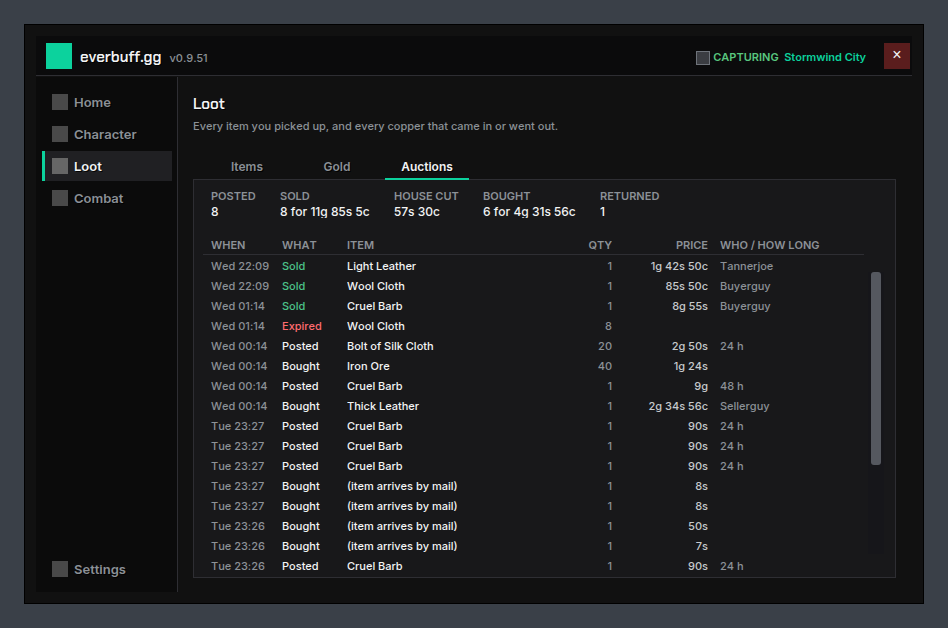 everbuff.gg v0.9.51
CAPTURING Stormwind City ×
Home
Character
Loot
Combat
Settings
Loot
Every item you picked up, and every copper that came in or went out.
Items Gold Auctions
POSTED SOLD HOUSE CUT BOUGHT RETURNED
8 8 for 11g 85s 5c 57s 30c 6 for 4g 31s 56c 1
WHEN WHAT ITEM QTY PRICE WHO / HOW LONG
Wed 22:09 Sold Light Leather 1 1g 42s 50c Tannerjoe
Wed 22:09 Sold Wool Cloth 1 85s 50c Buyerguy
Wed 01:14 Sold Cruel Barb 1 8g 55s Buyerguy
Wed 01:14 Expired Wool Cloth 8
Wed 00:14 Posted Bolt of Silk Cloth 20 2g 50s 24 h
Wed 00:14 Bought Iron Ore 40 1g 24s
Wed 00:14 Posted Cruel Barb 1 9g 48 h
Wed 00:14 Bought Thick Leather 1 2g 34s 56c Sellerguy
Tue 23:27 Posted Cruel Barb 1 90s 24 h
Tue 23:27 Posted Cruel Barb 1 90s 24 h
Tue 23:27 Posted Cruel Barb 1 90s 24 h
Tue 23:27 Bought (item arrives by mail) 1 8s
Tue 23:27 Bought (item arrives by mail) 1 8s
Tue 23:26 Bought (item arrives by mail) 1 50s
Tue 23:26 Bought (item arrives by mail) 1 7s
Tue 23:26 Posted Cruel Barb 1 90s 24 h